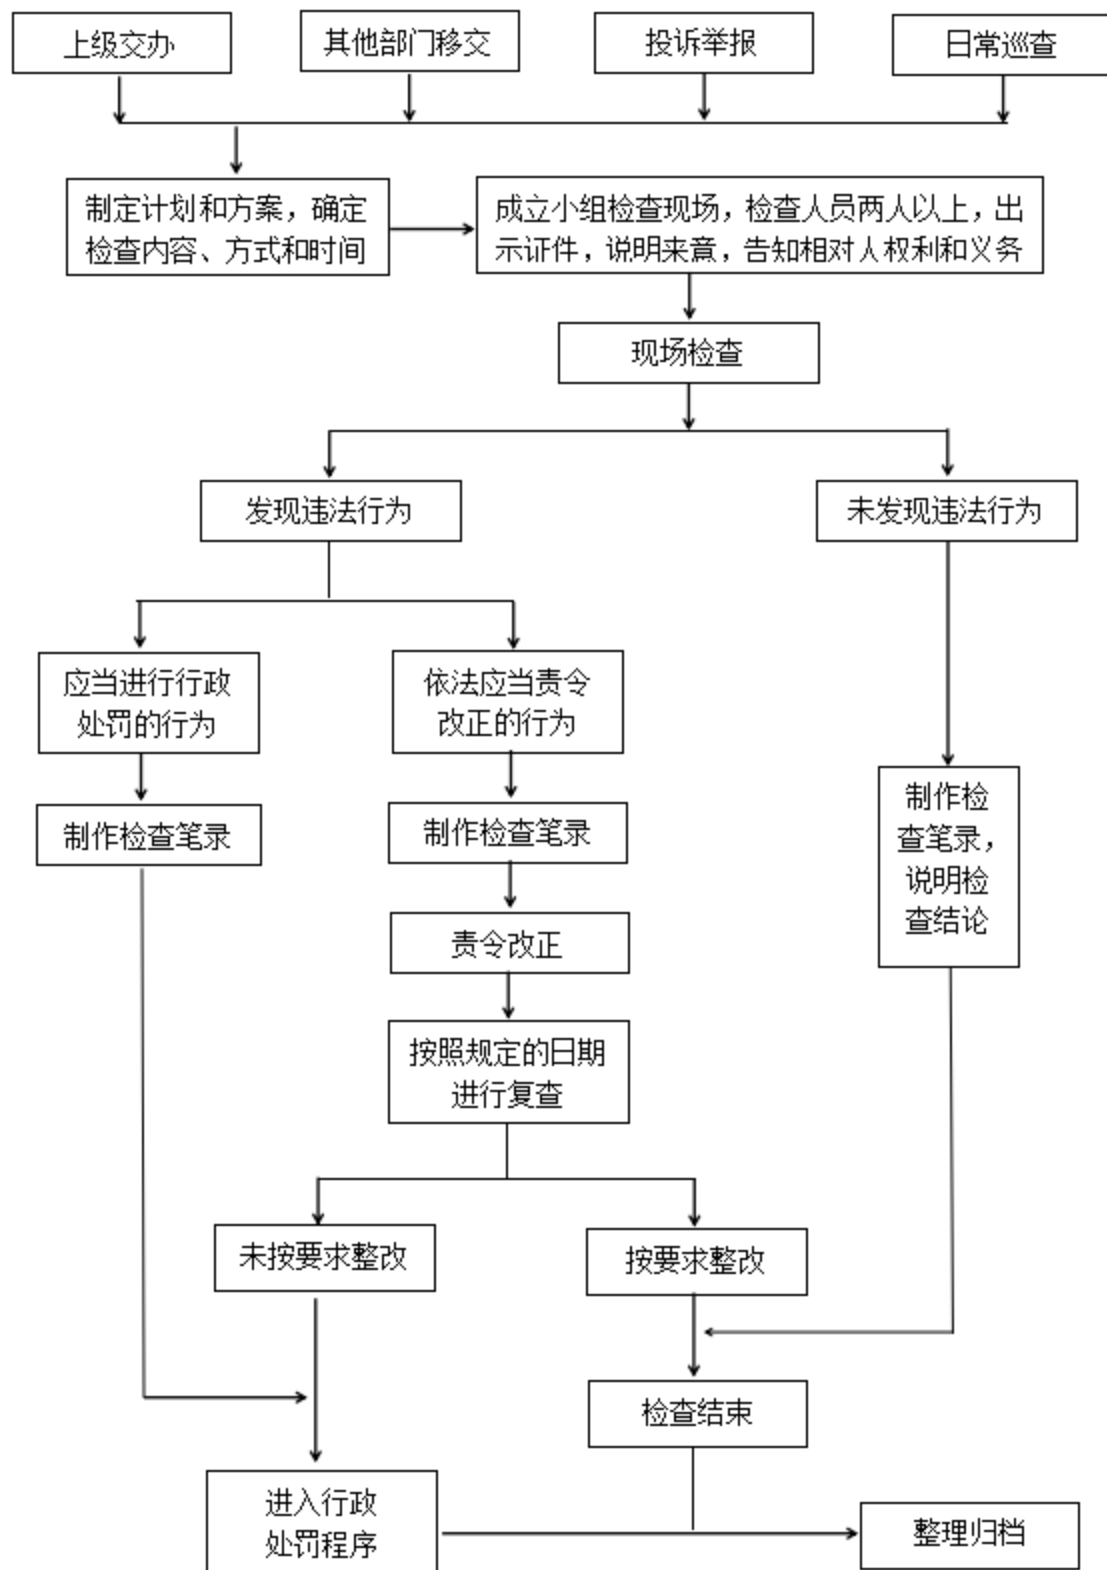 上级交办
其他部门移交
投诉举报
日常巡查
制定计划和方案，确定
检查内容、方式和时间
成立小组检查现场，检查人员两人以上，出
示证件，说明来意，告知相对人权利和义务
现场检查
发现违法行为
未发现违法行为
应当进行行政
处罚的行为
依法应当责令
改正的行为
制作检查笔录
制作检查笔录
制作检
查笔录，
说明检
查结论
责令改正
按照规定的日期
进行复查
未按要求整改
按要求整改
检查结束
进入行政
处罚程序
整理归档